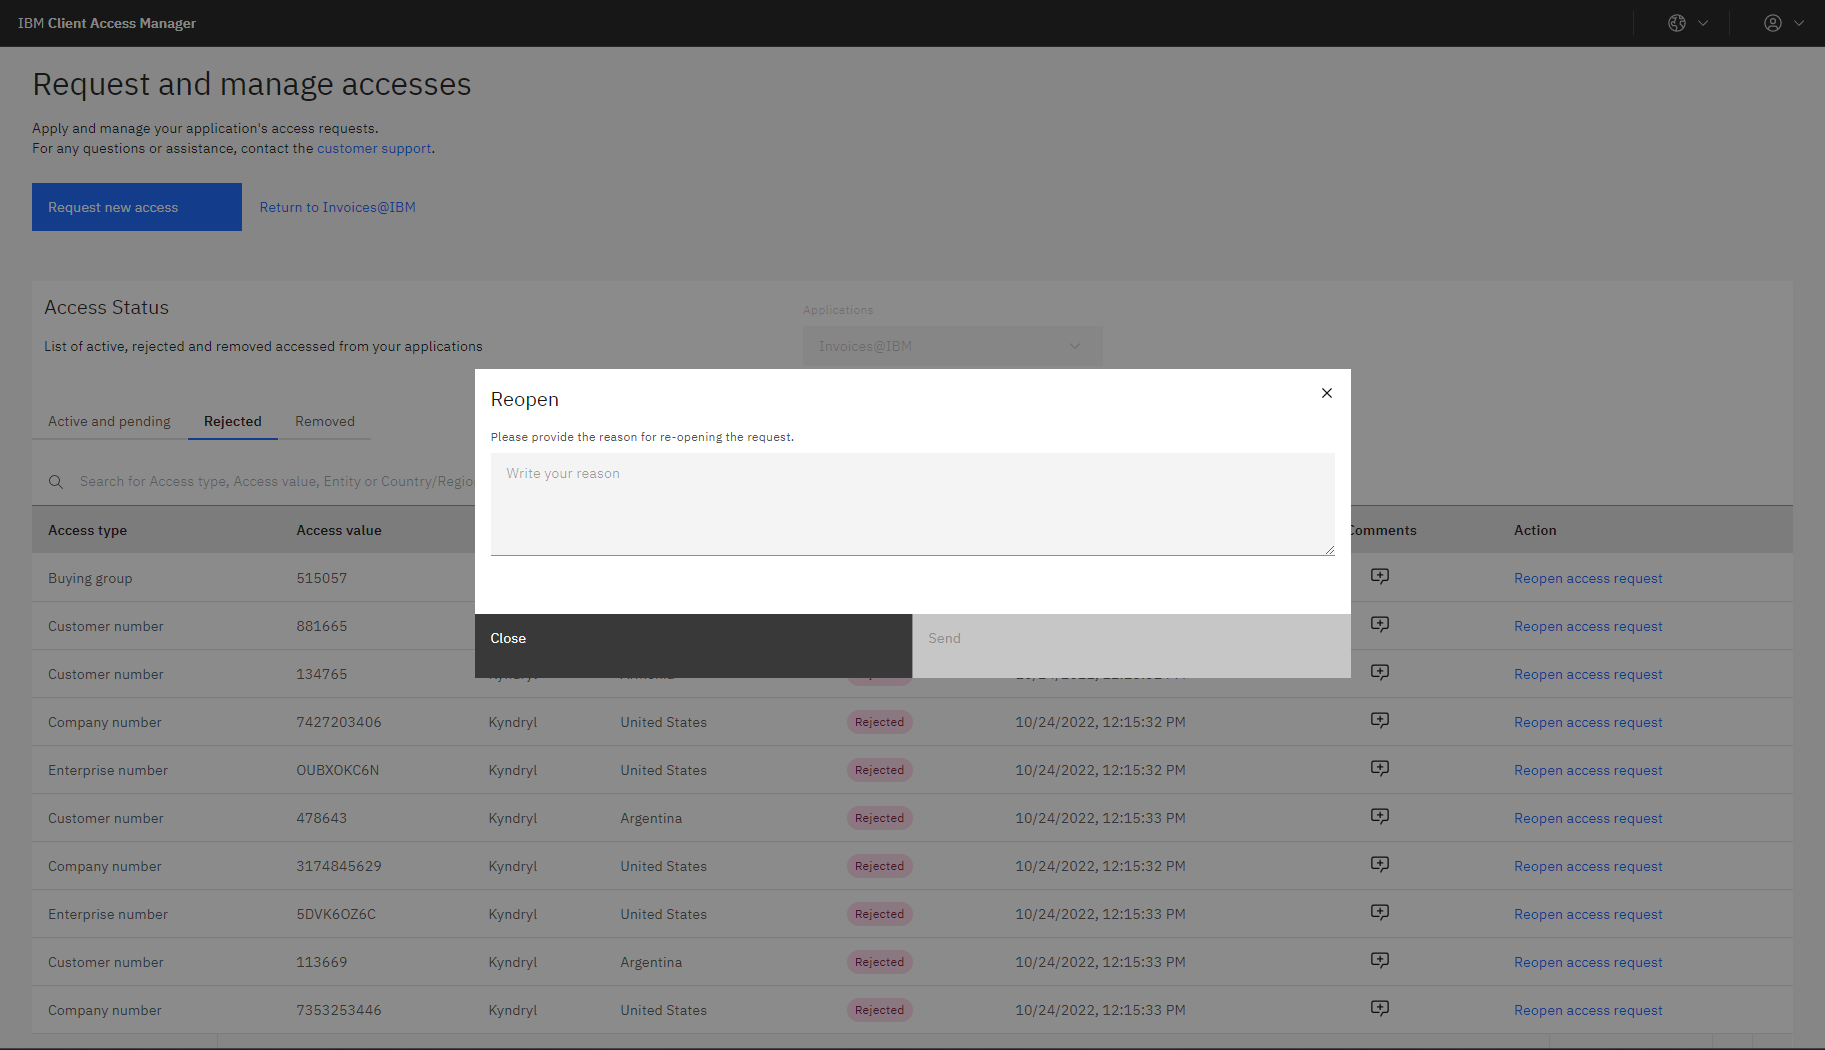 IBM Client Access Manager
Request and manage accesses
Apply and manage your application's access requests.
For any questions or assistance, contact the customer support.
Request new access
Return to Invoices@IBM
Access Status
Applications
List of active, rejected and removed accessed from your applications
Invoices@IBM
Active and pending
Rejected
Removed
Search for Access type, Access value, Entity or Country/Regio
Reopen
Please provide the reason for re-opening the request.
Write your reason
Close
Send
Access type Access value Comments Action
Buying group 515057 Reopen access request
Customer number 881665 Reopen access request
Customer number 134765 Reopen access request
Company number 7427203406 Kyndryl United States Rejected 10/24/2022, 12:15:32 PM Reopen access request
Enterprise number OUBXOKC6N Kyndryl United States Rejected 10/24/2022, 12:15:32 PM Reopen access request
Customer number 478643 Kyndryl Argentina Rejected 10/24/2022, 12:15:33 PM Reopen access request
Company number 3174845629 Kyndryl United States Rejected 10/24/2022, 12:15:32 PM Reopen access request
Enterprise number 5DVK6OZ6C Kyndryl United States Rejected 10/24/2022, 12:15:33 PM Reopen access request
Customer number 113669 Kyndryl Argentina Rejected 10/24/2022, 12:15:33 PM Reopen access request
Company number 7353253446 Kyndryl United States Rejected 10/24/2022, 12:15:33 PM Reopen access request